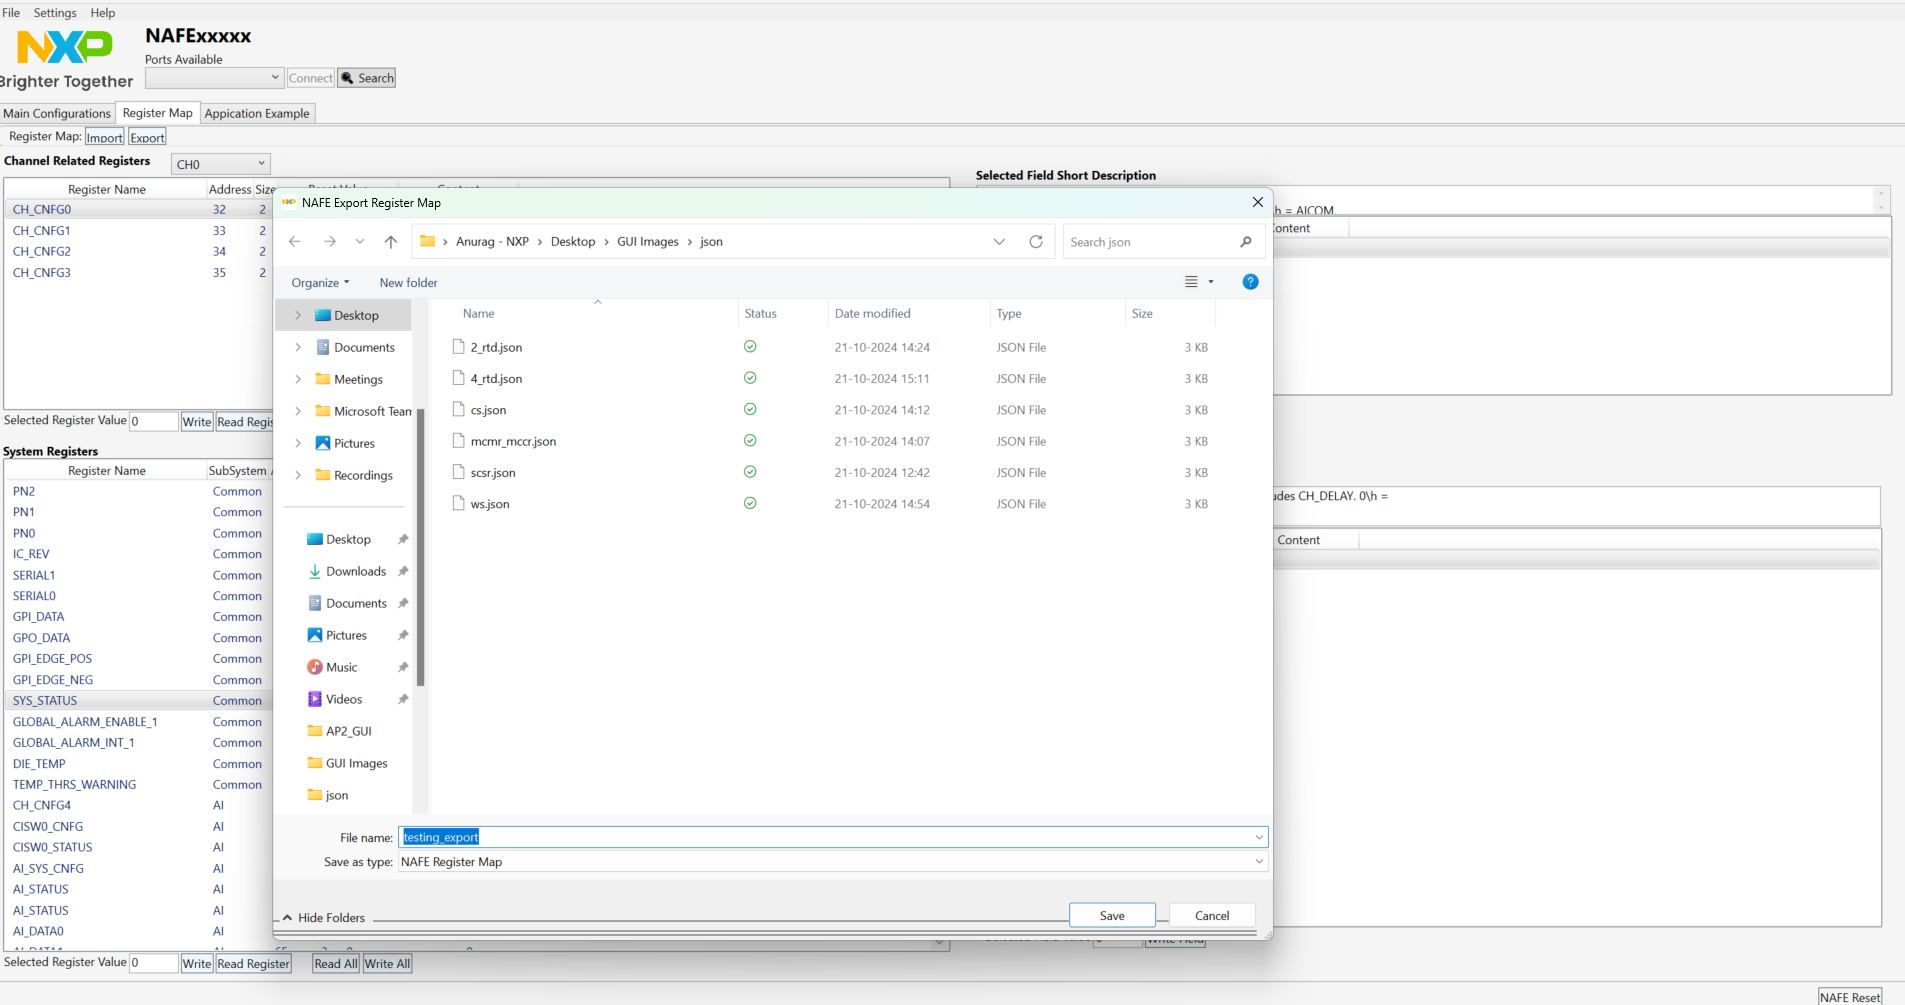 File Settings Help
NXP
Brighter Together
NAFExxxxx
Ports Available
Connect Search
Main Configurations Register Map Appication Example
Register Map: Import Export
Channel Related Registers CH0
Register Name Address Size
CH_CNFG0 32 2
CH_CNFG1 33 2
CH_CNFG2 34 2
CH_CNFG3 35 2
Selected Register Value 0 Write Read Regis
System Registers
Register Name SubSystem
PN2 Common
PN1 Common
PN0 Common
IC_REV Common
SERIAL1 Common
SERIAL0 Common
GPI_DATA Common
GPO_DATA Common
GPI_EDGE_POS Common
GPI_EDGE_NEG Common
SYS_STATUS Common
GLOBAL_ALARM_ENABLE_1 Common
GLOBAL_ALARM_INT_1 Common
DIE_TEMP Common
TEMP_THRS_WARNING Common
CH_CNFG4 AI
CISW0_CNFG AI
CISW0_STATUS AI
AI_SYS_CNFG AI
AI_STATUS AI
AI_STATUS AI
AI_DATA0 AI
Selected Register Value 0 Write Read Register Read All Write All
Selected Field Short Description
\h = AICOM.
ontent
udes CH_DELAY. 0\h =
Content
NAFE Reset
NAFE Export Register Map
Anurag - NXP › Desktop › GUI Images › json
Search json
Organize New folder
Desktop
Documents
Meetings
Microsoft Team
Pictures
Recordings
Desktop
Downloads
Documents
Pictures
Music
Videos
AP2_GUI
GUI Images
json
Name Status Date modified Type Size
2_rtd.json 21-10-2024 14:24 JSON File 3 KB
4_rtd.json 21-10-2024 15:11 JSON File 3 KB
cs.json 21-10-2024 14:12 JSON File 3 KB
mcmr_mccr.json 21-10-2024 14:07 JSON File 3 KB
scsr.json 21-10-2024 12:42 JSON File 3 KB
ws.json 21-10-2024 14:54 JSON File 3 KB
File name: testing_export
Save as type: NAFE Register Map
Hide Folders Save Cancel